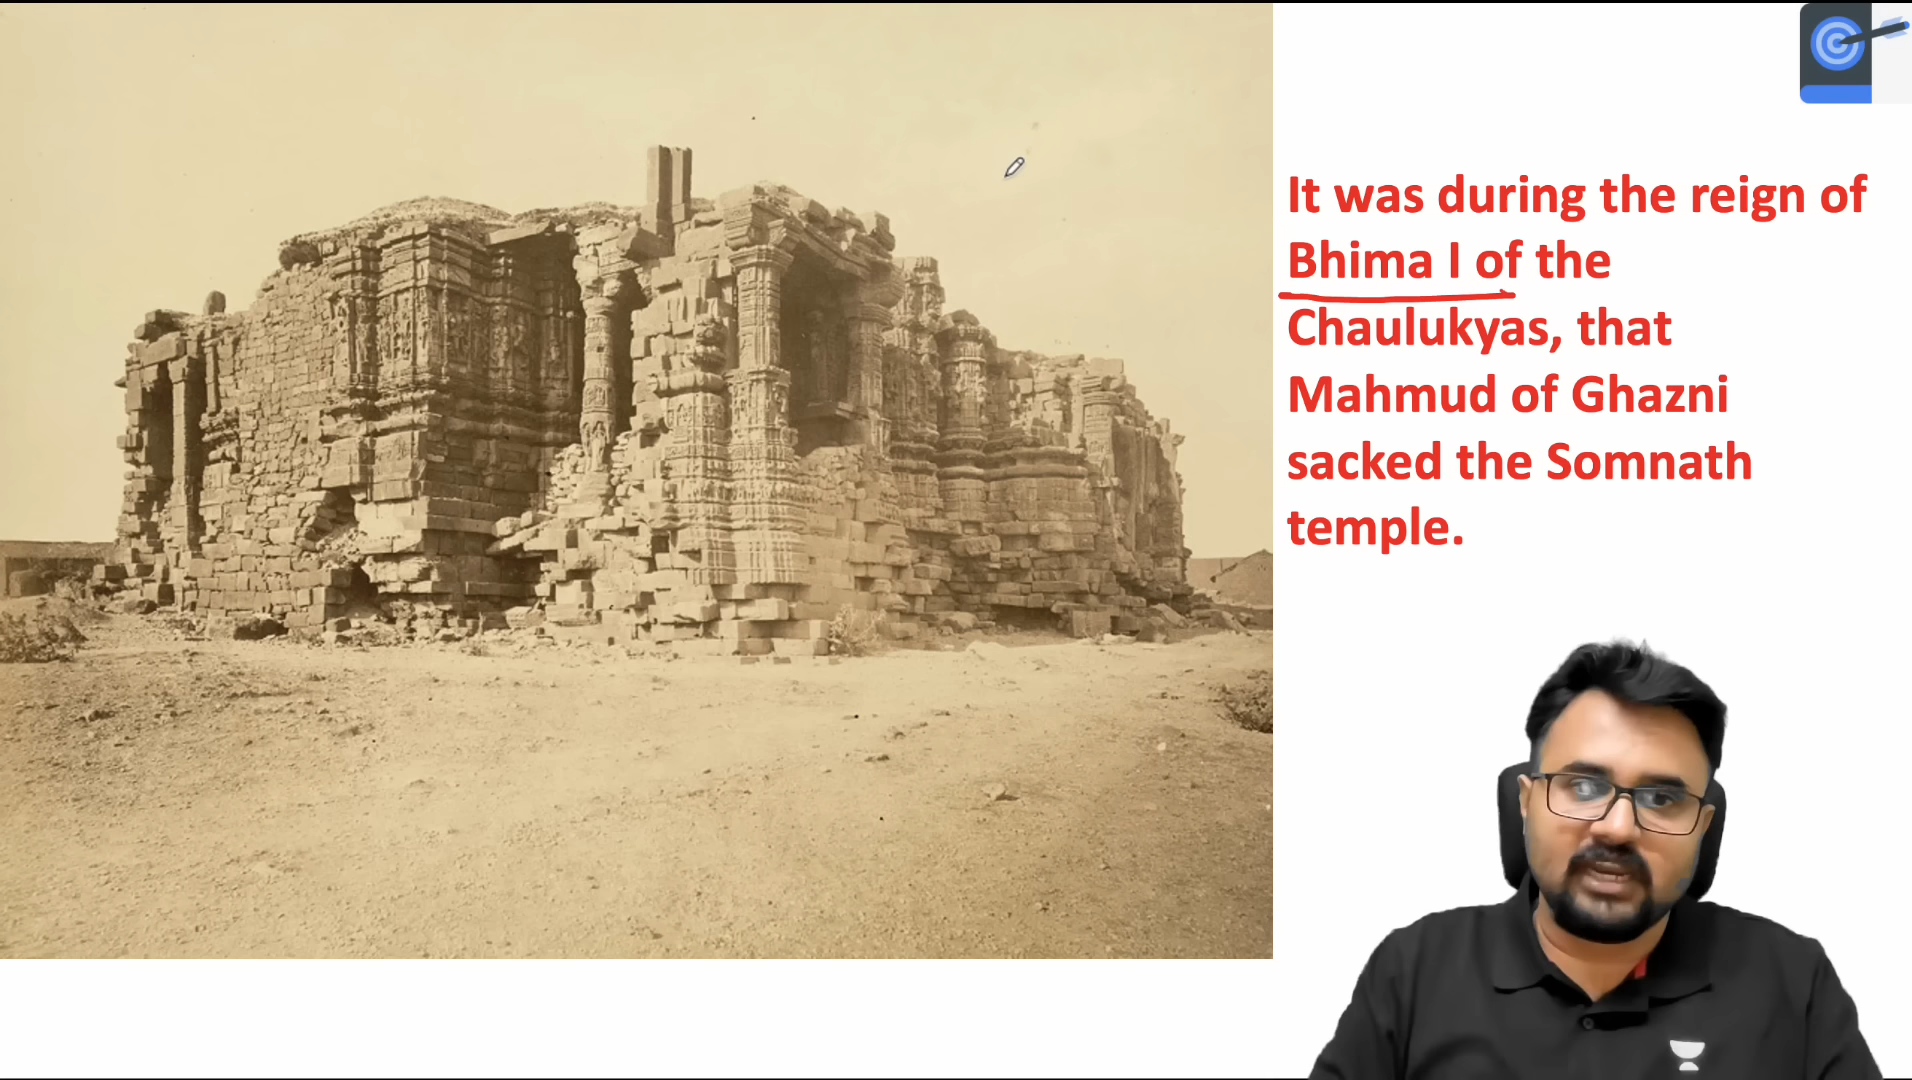 It was during the reign of
Bhima I of the
Chaulukyas, that
Mahmud of Ghazni
sacked the Somnath
temple.